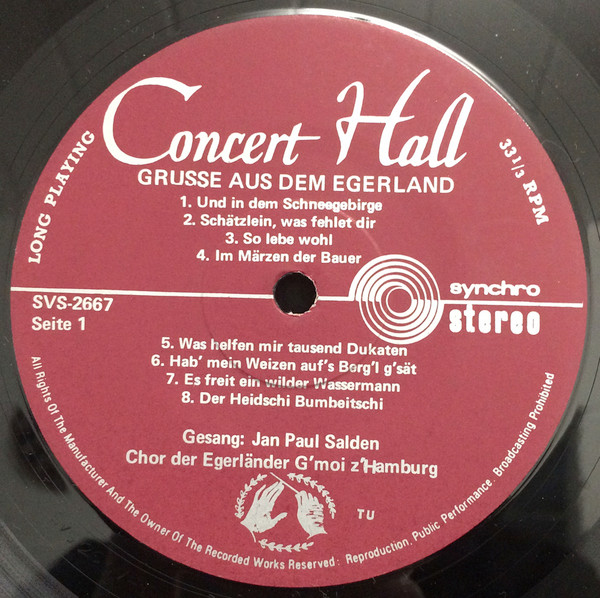 Concert Hall
LONG PLAYING
33 1/3 RPM
GRUSSE AUS DEM EGERLAND
1. Und in dem Schneegebirge
2. Schätzlein, was fehlet dir
3. So lebe wohl
4. Im Märzen der Bauer
synchro
stereo
SVS-2667
Seite 1
5. Was helfen mir tausend Dukaten
6. Hab' mein Weizen auf's Berg'l g'sät
7. Es freit ein wilder Wassermann
8. Der Heidschi Bumbeitschi
Gesang: Jan Paul Salden
Chor der Egerländer G'moi z'Hamburg
TU
All Rights Of The Manufacturer And The Owner Of The Recorded Works Reserved: Reproduction, Public Performance, Broadcasting Prohibited